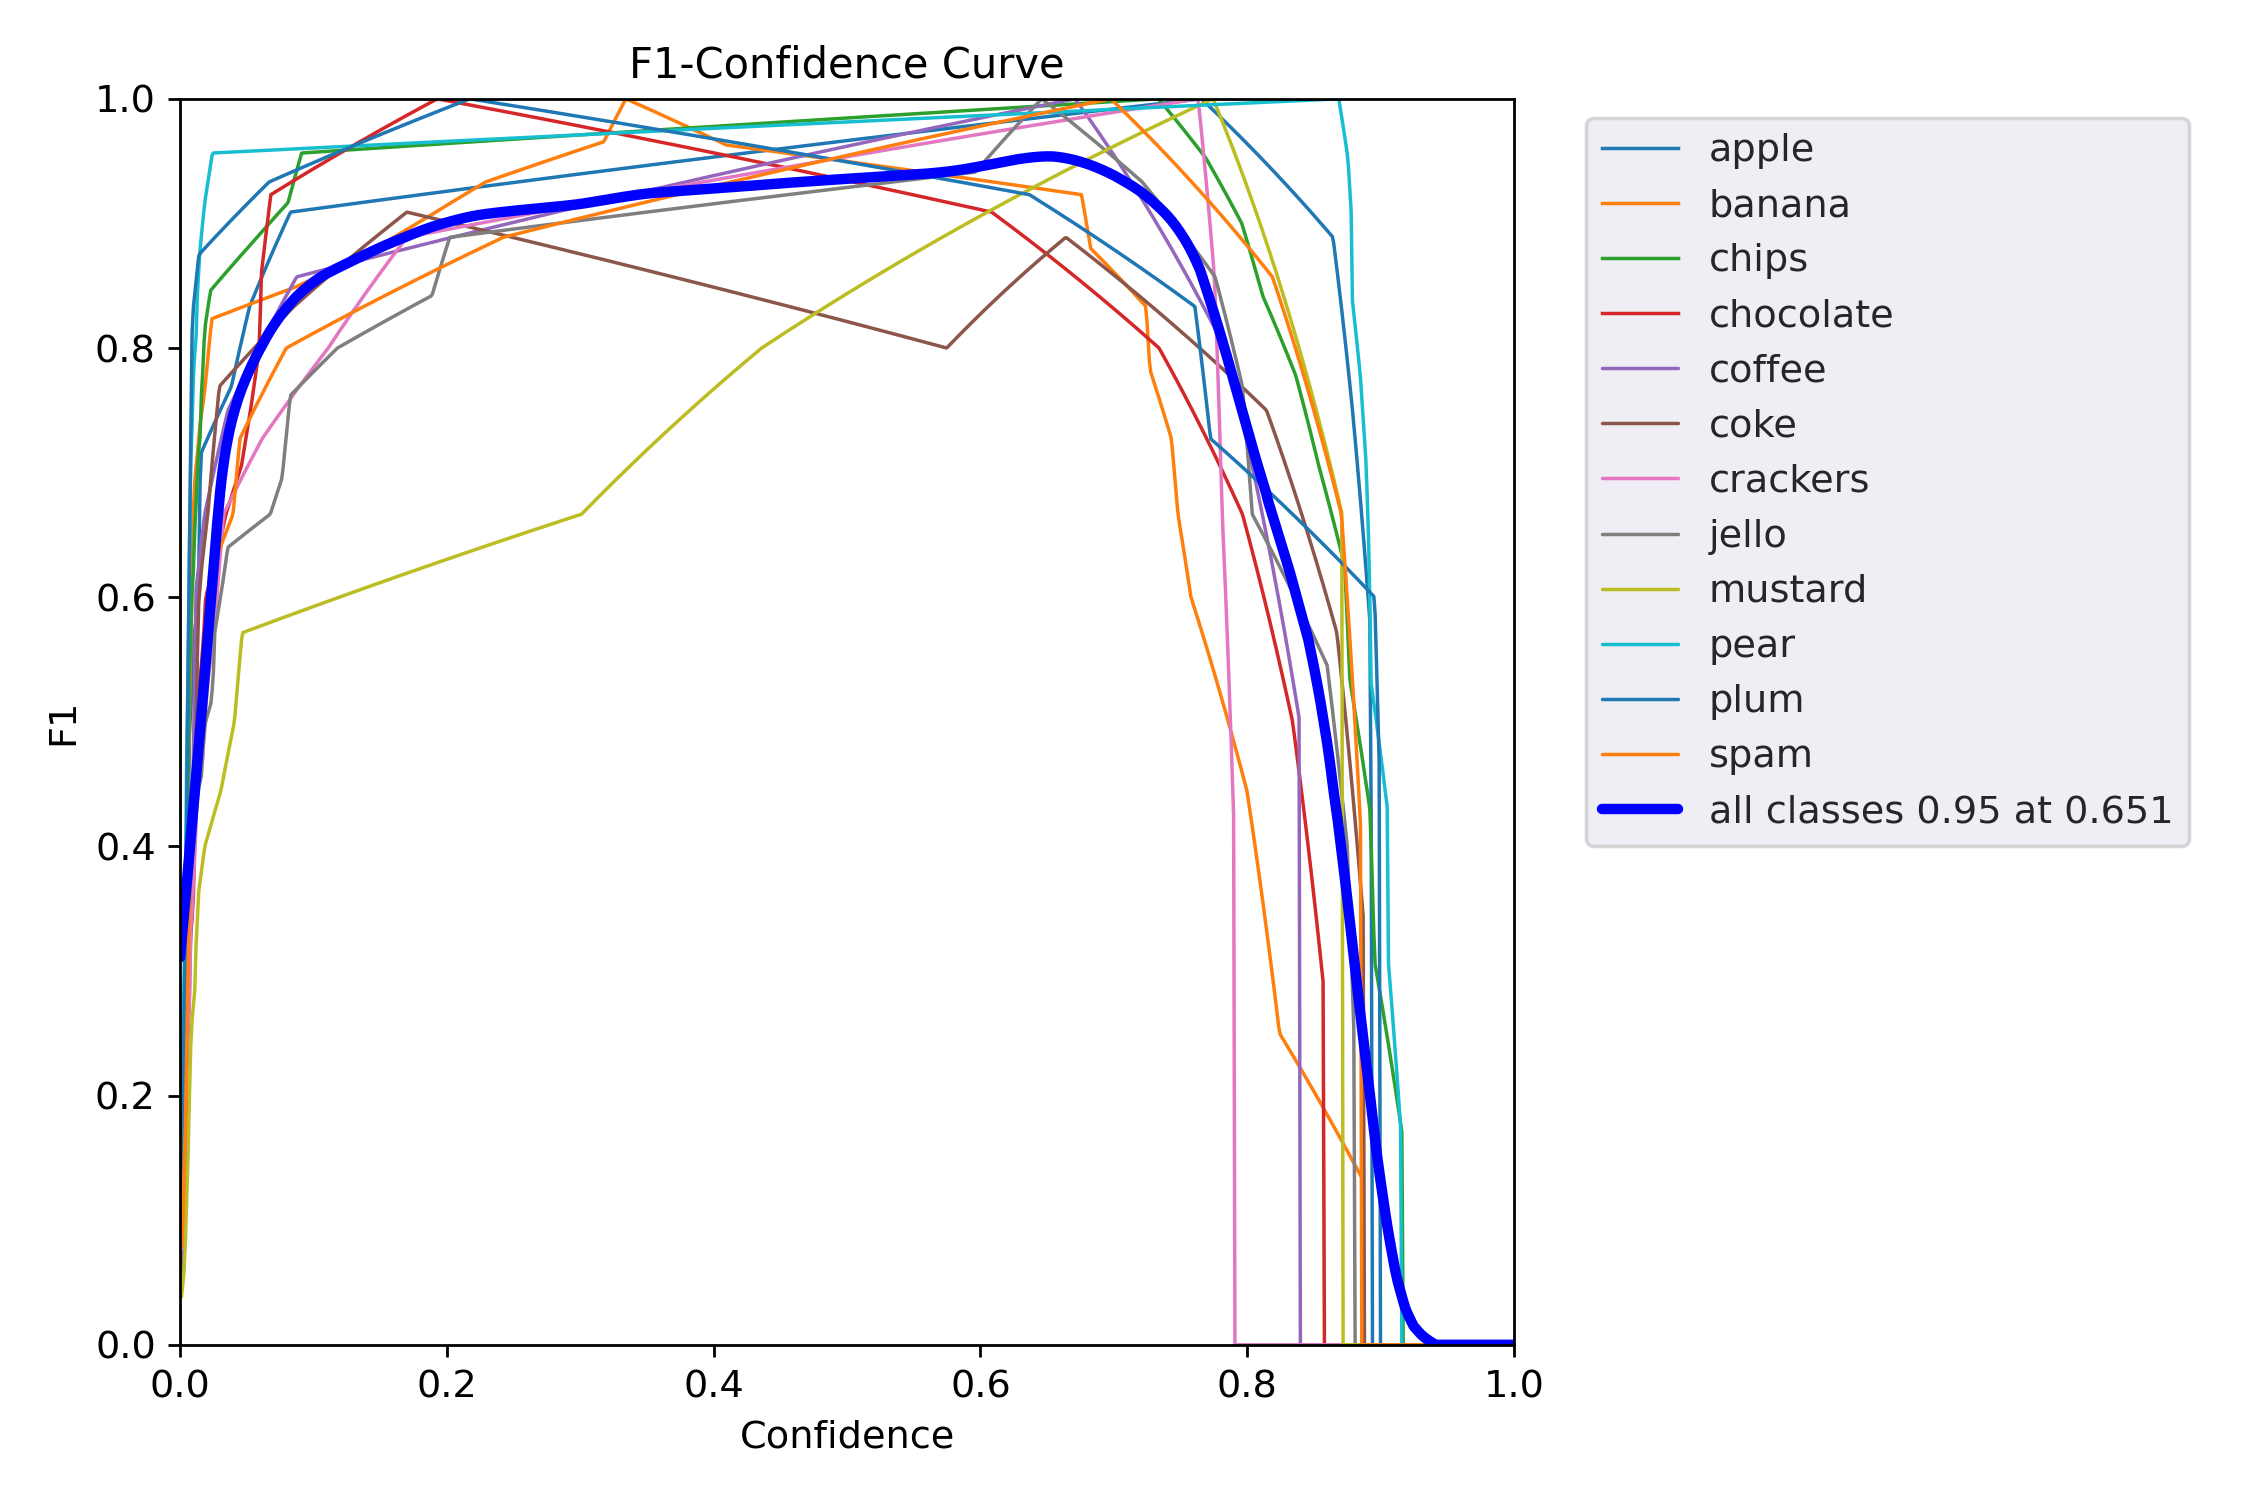 F1-Confidence Curve
1.0
0.8
0.6
0.4
0.2
0.0
F1
0.0 0.2 0.4 0.6 0.8 1.0
Confidence
apple
banana
chips
chocolate
coffee
coke
crackers
jello
mustard
pear
plum
spam
all classes 0.95 at 0.651